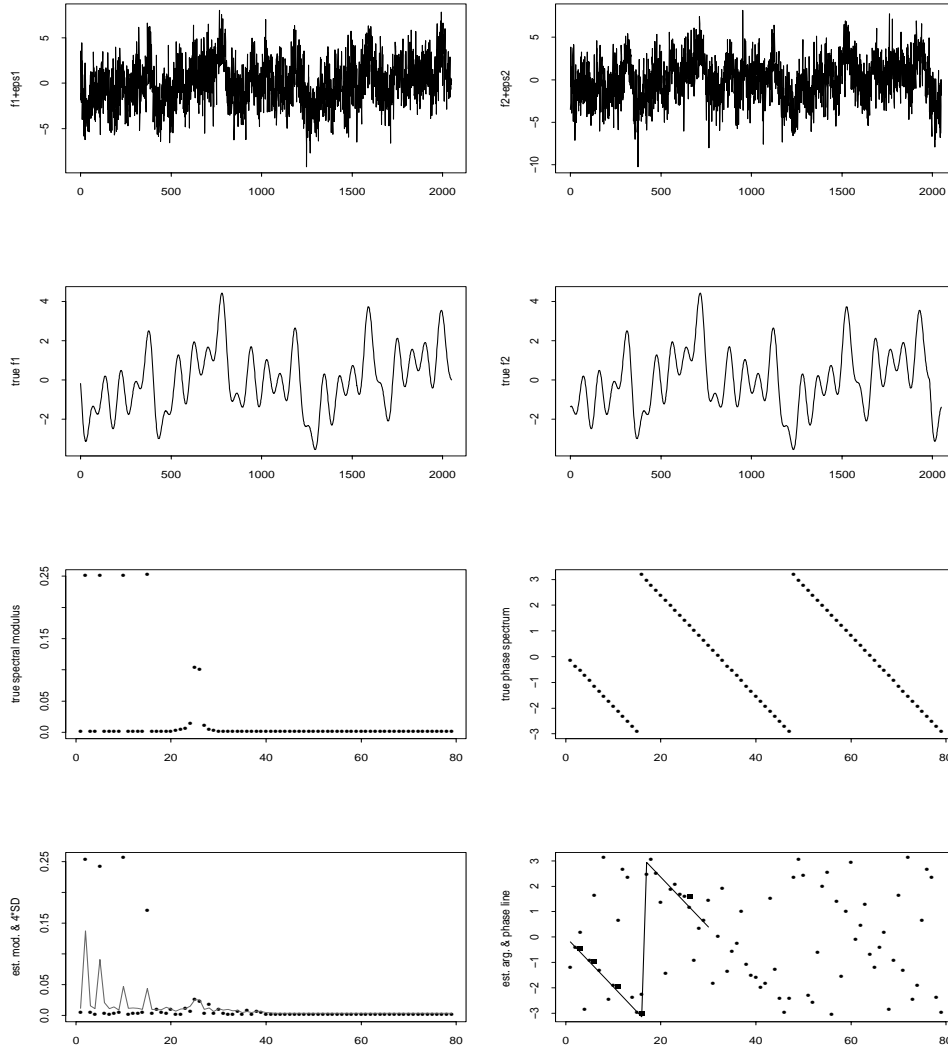 f1+eps1
5
0
−5
0 500 1000 1500 2000
f2+eps2
5
0
−5
−10
0 500 1000 1500 2000
true f1
4
2
0
−2
0 500 1000 1500 2000
true f2
4
2
0
−2
0 500 1000 1500 2000
true spectral modulus
0.25
0.15
0.05
0.0
0 20 40 60 80
true phase spectrum
3
2
1
0
−1
−2
−3
0 20 40 60 80
est. mod. & 4*SD
0.25
0.15
0.05
0.0
0 20 40 60 80
est. arg. & phase line
3
2
1
0
−1
−2
−3
0 20 40 60 80